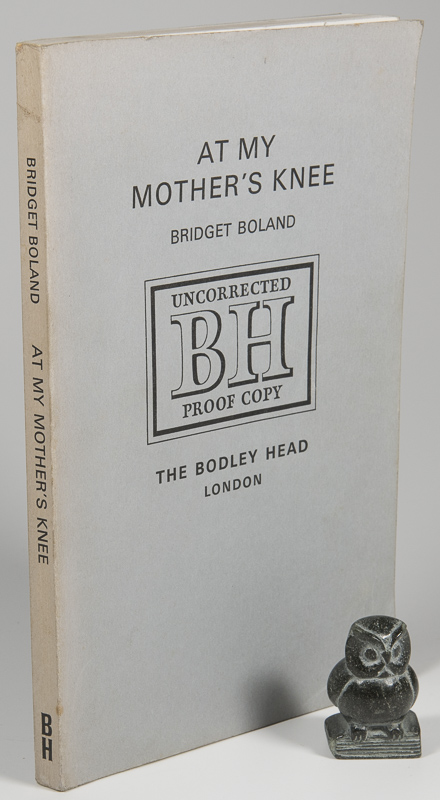 AT MY
MOTHER'S KNEE
BRIDGET BOLAND
UNCORRECTED
BH
PROOF COPY
THE BODLEY HEAD
LONDON
BRIDGET BOLAND AT MY MOTHER'S KNEE BH